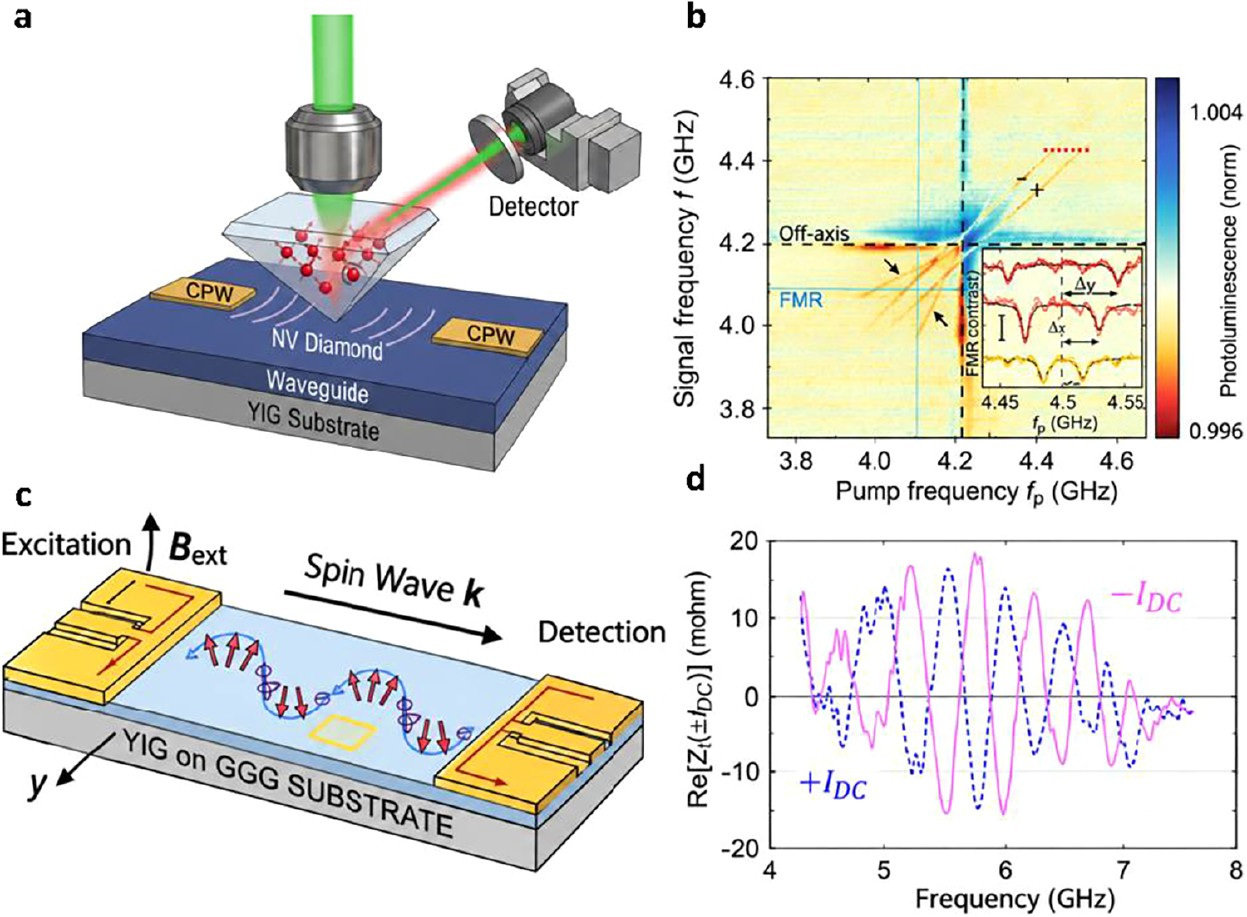 a
Detector
CPW
CPW
NV Diamond
Waveguide
YIG Substrate
b
4.6
4.4
4.2
4.0
3.8
Signal frequency f (GHz)
Off-axis
FMR
−
+
Δy
Δx
FMR contrast)
4.45
4.5
4.55
fp (GHz)
3.8
4.0
4.2
4.4
4.6
Pump frequency fp (GHz)
1.004
0.996
Photoluminescence (norm)
c
Excitation
Bext
Spin Wave k
Detection
y
YIG on GGG SUBSTRATE
d
20
10
0
-10
-20
Re[Zt(±IDC)] (mohm)
−IDC
+IDC
4
5
6
7
8
Frequency (GHz)